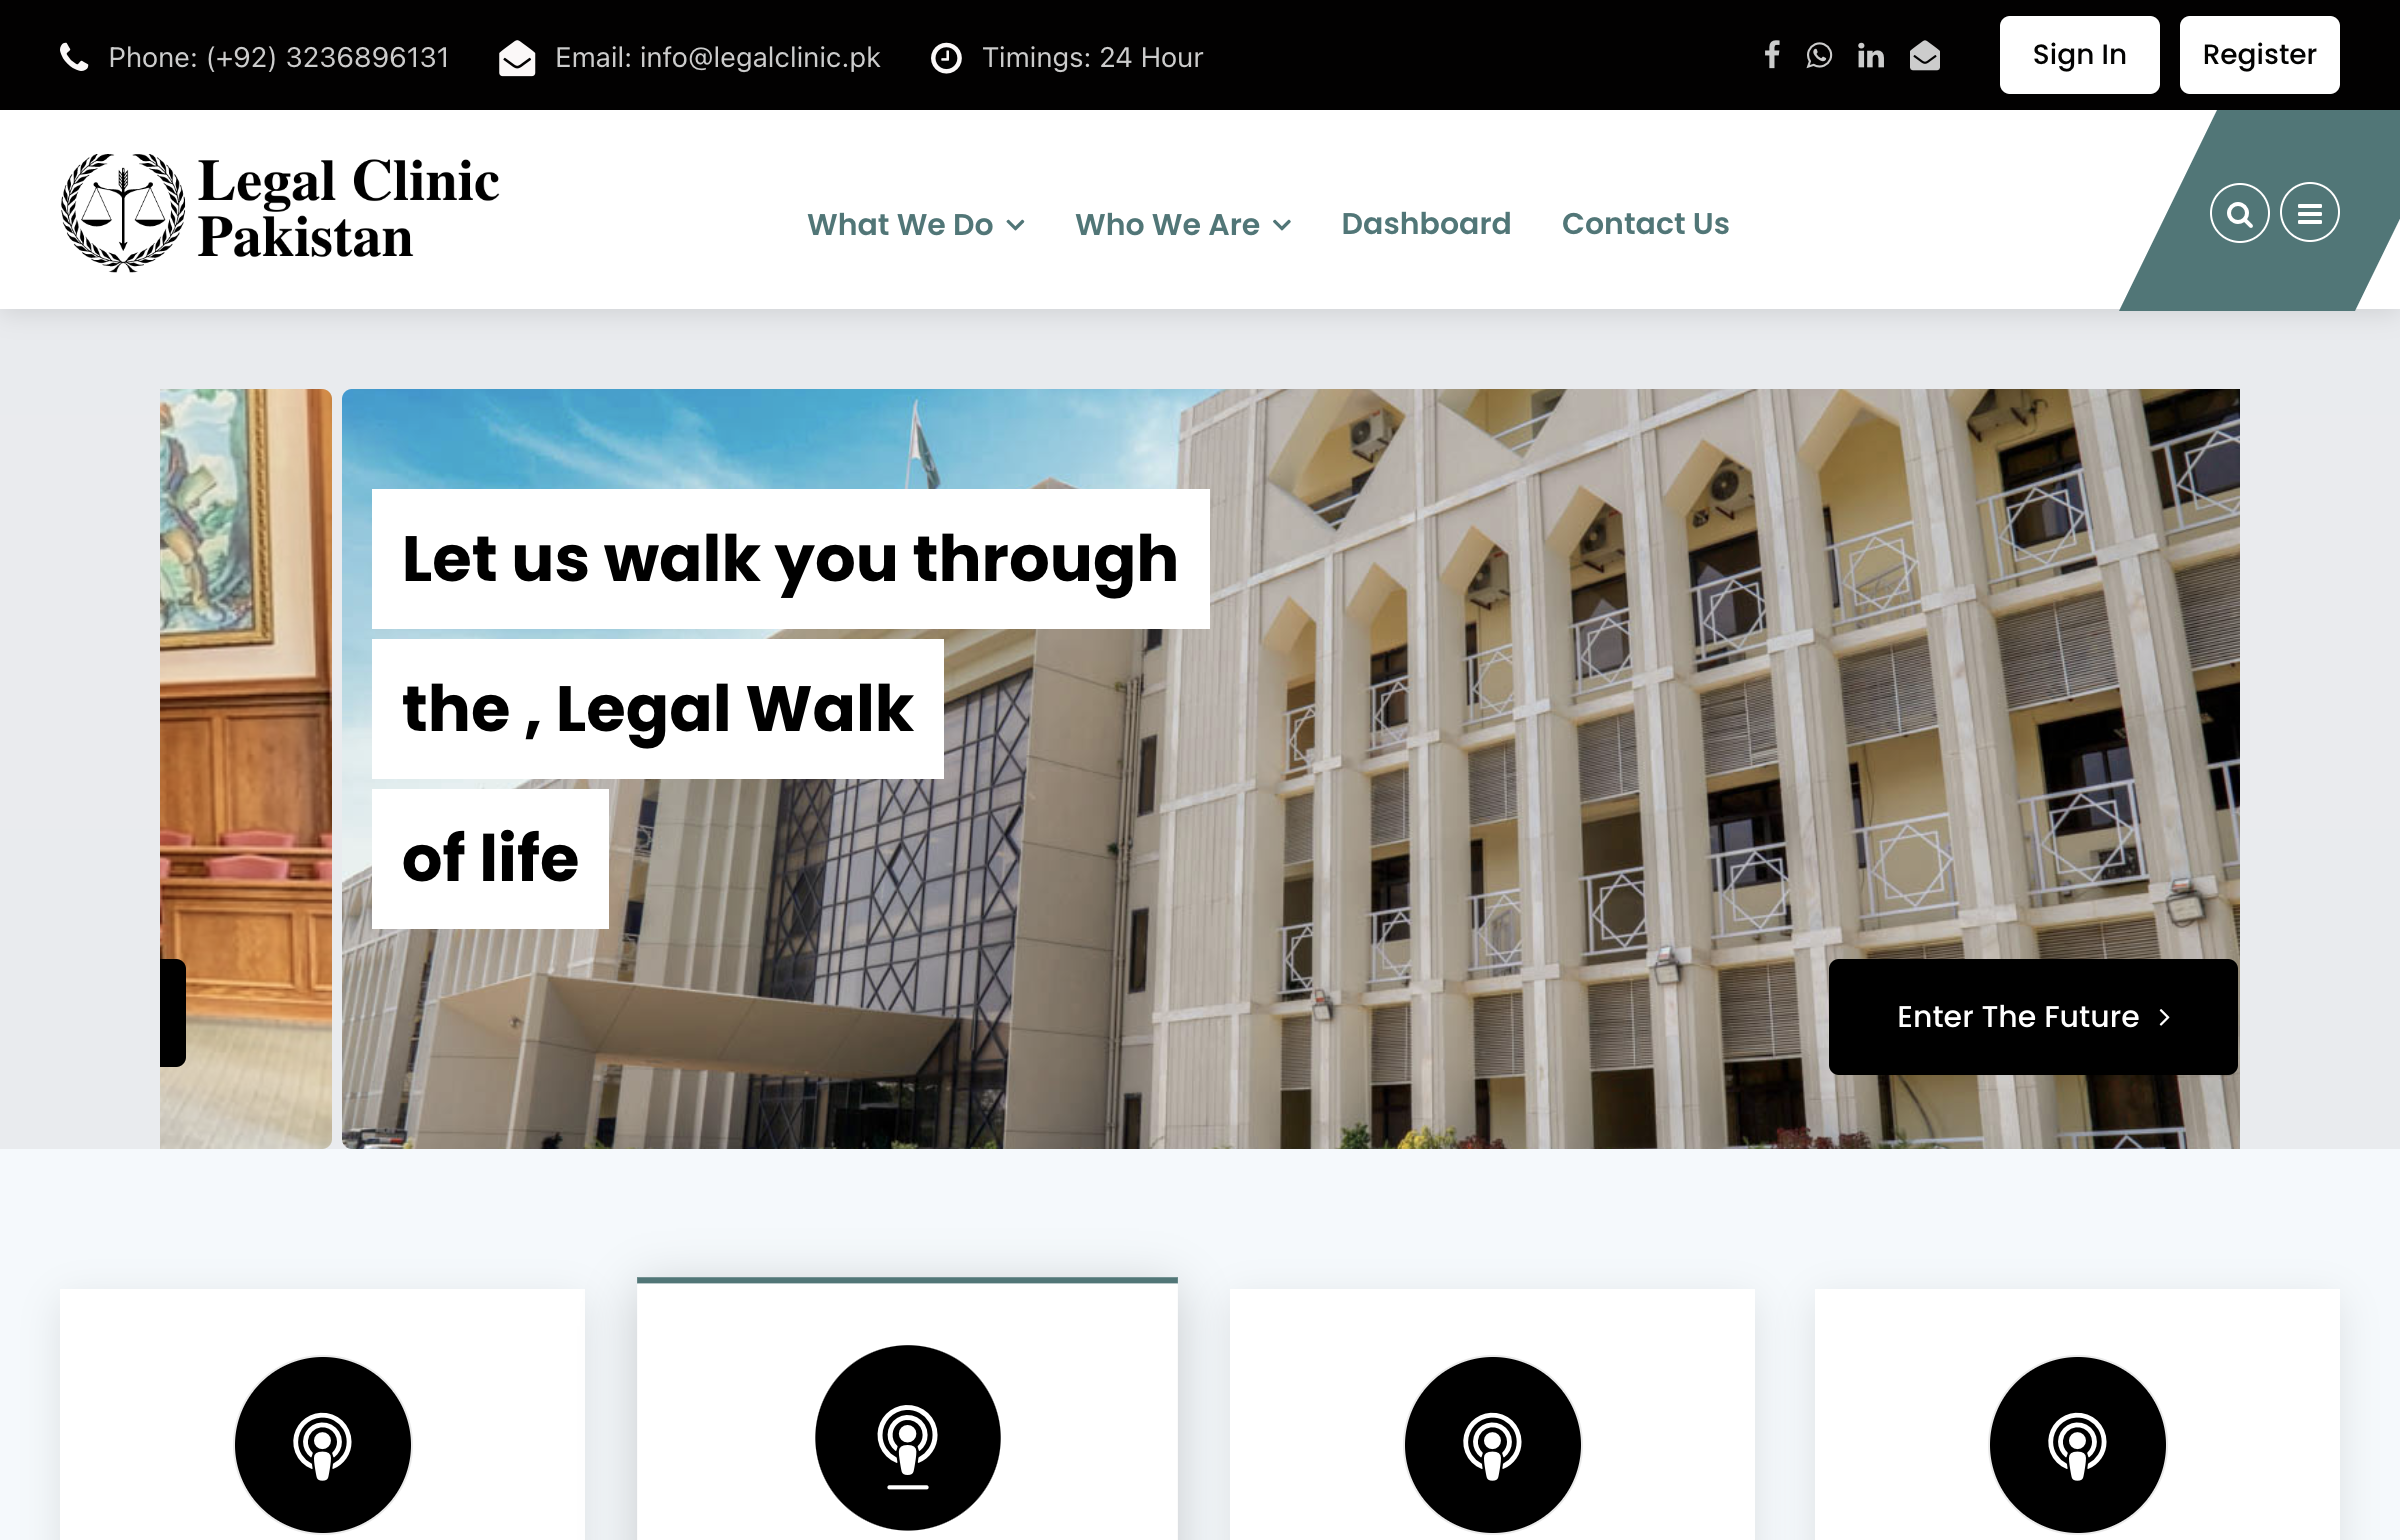 Phone: (+92) 3236896131
Email: info@legalclinic.pk
Timings: 24 Hour
Sign In
Register
Legal Clinic
Pakistan
What We Do
Who We Are
Dashboard
Contact Us
Let us walk you through
the , Legal Walk
of life
Enter The Future